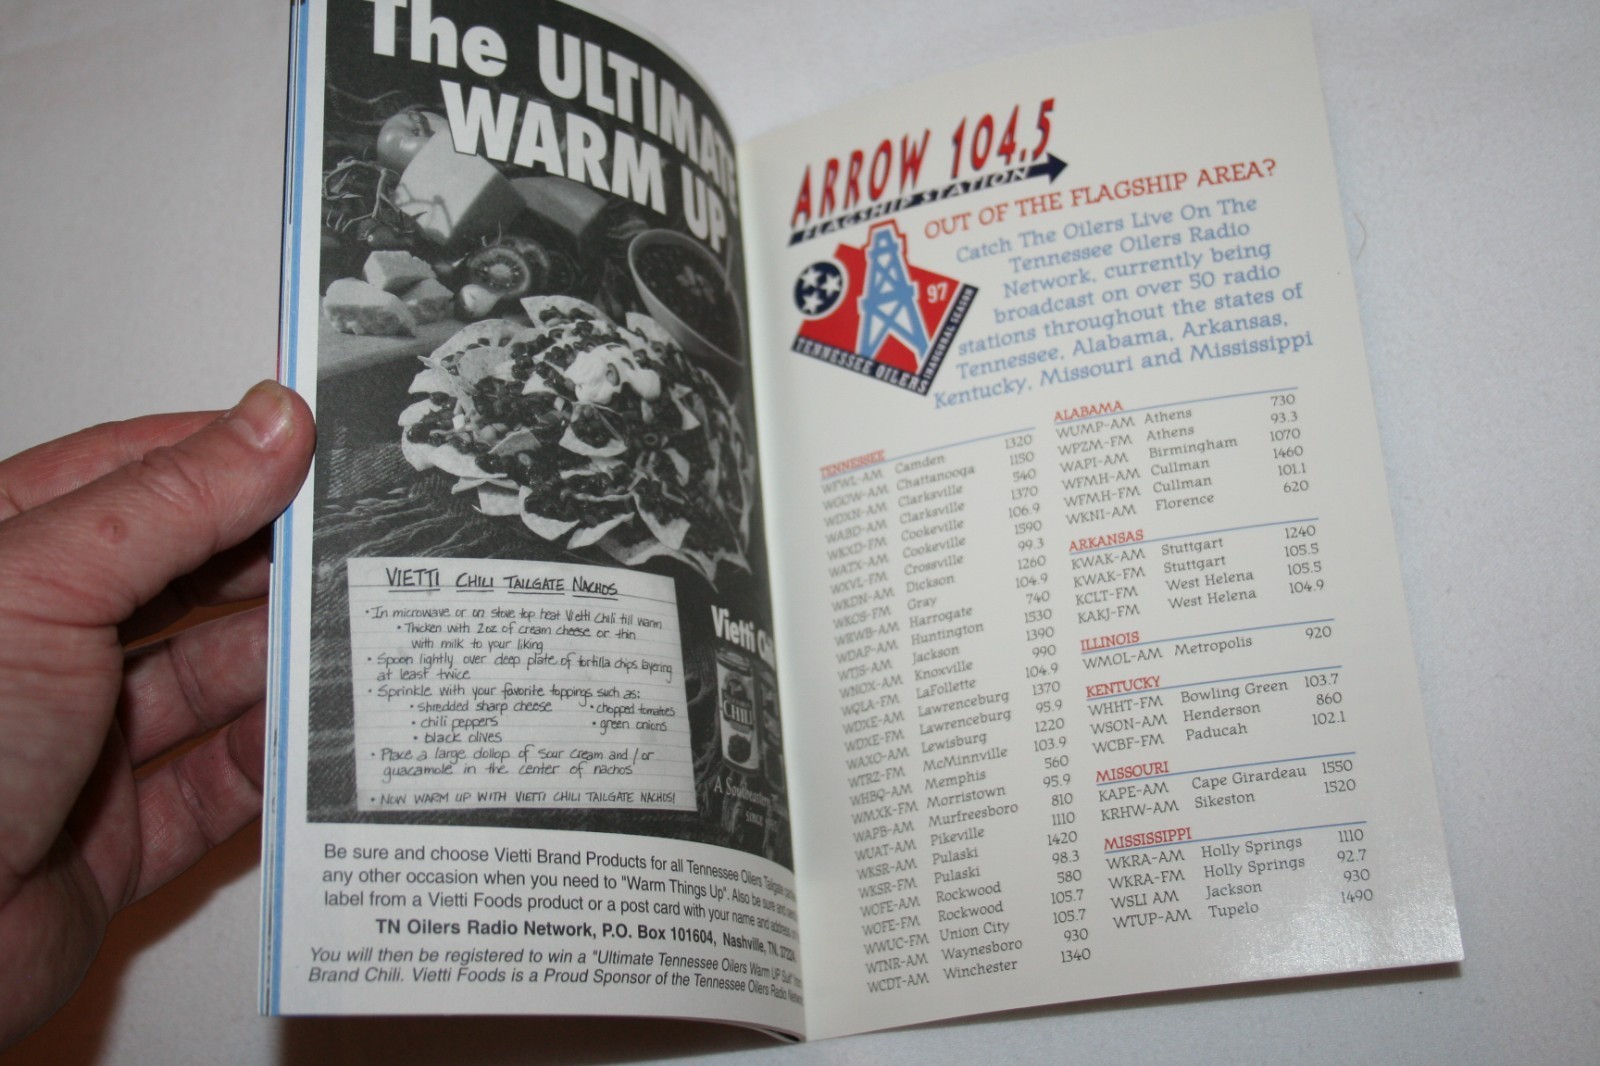 The ULTIMATE
WARM UP
VIETTI CHILI TAILGATE NACHOS
• In microwave or on stove top heat Vietti Chili till warm
• Thicken with 2oz of cream cheese or thin
with milk to your liking
• Spoon lightly over deep plate of tortilla chips layering
at least twice
• Sprinkle with your favorite toppings such as:
• shredded sharp cheese • chopped tomatoes
• chili peppers • green onions
• black olives
• Place a large dollop of sour cream and/or
guacamole in the center of nachos
• NOW WARM UP WITH VIETTI CHILI TAILGATE NACHOS!
Vietti
CHILI
A
SINCE
Be sure and choose Vietti Brand Products for all Tennessee Oilers Tailgate
any other occasion when you need to "Warm Things Up". Also be sure and
label from a Vietti Foods product or a post card with your name and address
TN Oilers Radio Network, P.O. Box 101604, Nashville, TN.
You will then be registered to win a "Ultimate Tennessee Oilers Warm UP
Brand Chili. Vietti Foods is a Proud Sponsor of the Tennessee Oilers Radio
ARROW 104.5
FLAGSHIP STATION
97
TENNESSEE OILERS
INAUGURAL SEASON
OUT OF THE FLAGSHIP AREA?
Catch The Oilers Live On The
Tennessee Oilers Radio
Network, currently being
broadcast on over 50 radio
stations throughout the states of
Tennessee, Alabama, Arkansas,
Kentucky, Missouri and Mississippi
TENNESSEE
WFWL-AM Camden 1320
WGOW-AM Chattanooga 1150
WDXN-AM Clarksville 540
WABD-AM Clarksville 1370
WKXD-FM Cookeville 106.9
WATX-AM Cookeville 1590
WXVL-FM Crossville 99.3
WKDN-AM Dickson 1260
WKOS-FM Gray 104.9
WRWB-AM Harrogate 740
WDAP-AM Huntington 1530
WTJS-AM Jackson 1390
WNOX-AM Knoxville 990
WQLA-FM LaFollette 104.9
WDXE-AM Lawrenceburg 1370
WDXE-FM Lawrenceburg 95.9
WAXO-AM Lewisburg 1220
WTRZ-FM McMinnville 103.9
WHBQ-AM Memphis 560
WMXK-FM Morristown 95.9
WAPB-AM Murfreesboro 810
WUAT-AM Pikeville 1110
WKSR-AM Pulaski 1420
WKSR-FM Pulaski 98.3
WOFE-AM Rockwood 580
WOFE-FM Rockwood 105.7
WWUC-FM Union City 105.7
WTNR-AM Waynesboro 930
WCDT-AM Winchester 1340
ALABAMA
WUMP-AM Athens 730
WPZM-FM Athens 93.3
WAPI-AM Birmingham 1070
WFMH-AM Cullman 1460
WFMH-FM Cullman 101.1
WKNI-AM Florence 620
ARKANSAS
KWAK-AM Stuttgart 1240
KWAK-FM Stuttgart 105.5
KCLT-FM West Helena 105.5
KAKJ-FM West Helena 104.9
ILLINOIS
WMOL-AM Metropolis 920
KENTUCKY
WHHT-FM Bowling Green 103.7
WSON-AM Henderson 860
WCBF-FM Paducah 102.1
MISSOURI
KAPE-AM Cape Girardeau 1550
KRHW-AM Sikeston 1520
MISSISSIPPI
WKRA-AM Holly Springs 1110
WKRA-FM Holly Springs 92.7
WSLI AM Jackson 930
WTUP-AM Tupelo 1490